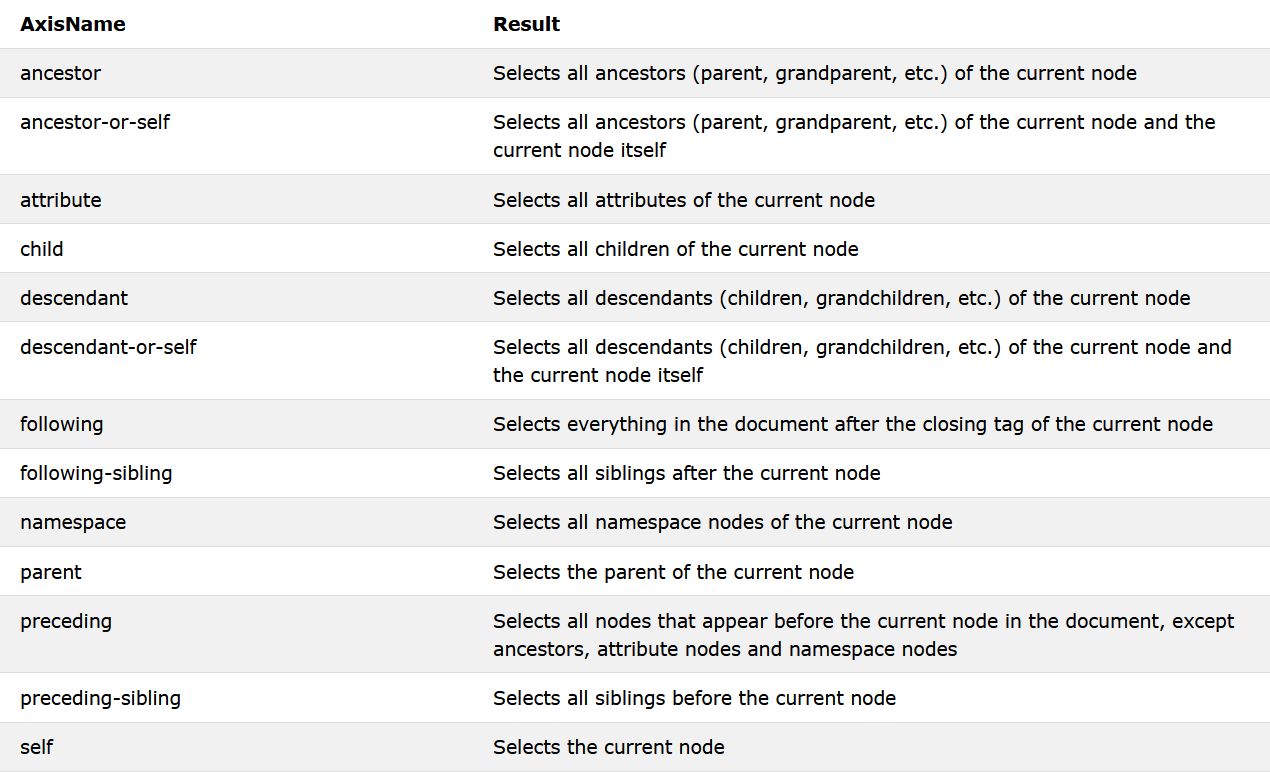 AxisName Result
ancestor Selects all ancestors (parent, grandparent, etc.) of the current node
ancestor-or-self Selects all ancestors (parent, grandparent, etc.) of the current node and the
current node itself
attribute Selects all attributes of the current node
child Selects all children of the current node
descendant Selects all descendants (children, grandchildren, etc.) of the current node
descendant-or-self Selects all descendants (children, grandchildren, etc.) of the current node and
the current node itself
following Selects everything in the document after the closing tag of the current node
following-sibling Selects all siblings after the current node
namespace Selects all namespace nodes of the current node
parent Selects the parent of the current node
preceding Selects all nodes that appear before the current node in the document, except
ancestors, attribute nodes and namespace nodes
preceding-sibling Selects all siblings before the current node
self Selects the current node